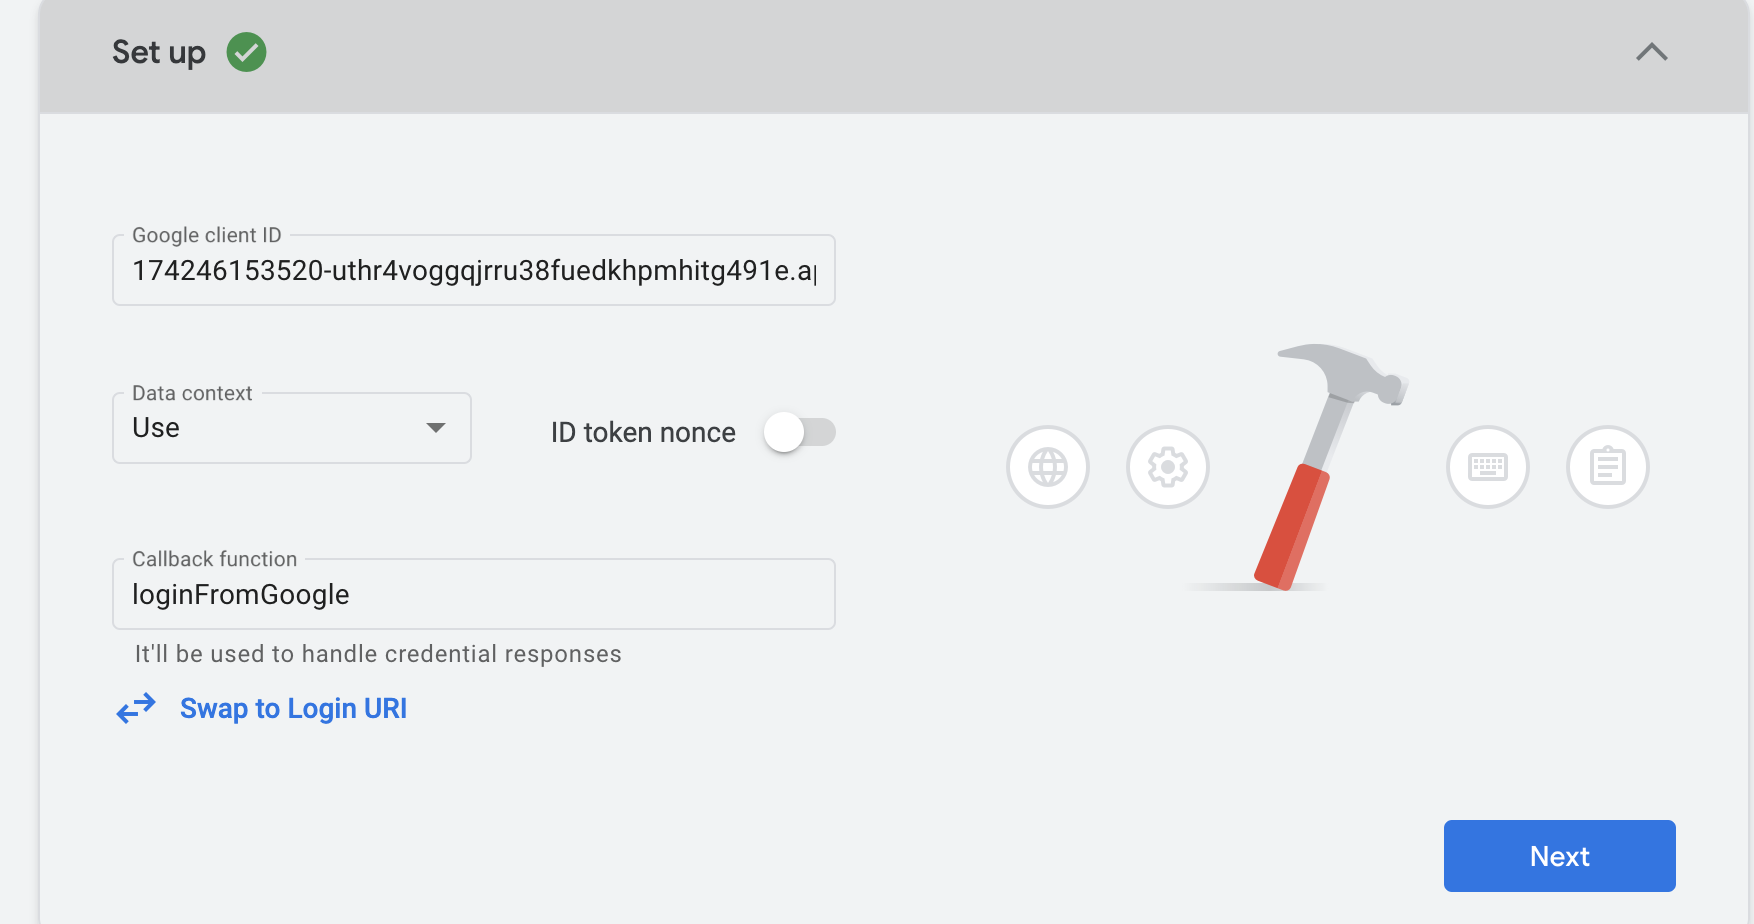 Set up
Google client ID
174246153520-uthr4voggqjrru38fuedkhpmhitg491e.ap
Data context
Use
ID token nonce
Callback function
loginFromGoogle
It'll be used to handle credential responses
Swap to Login URI
Next